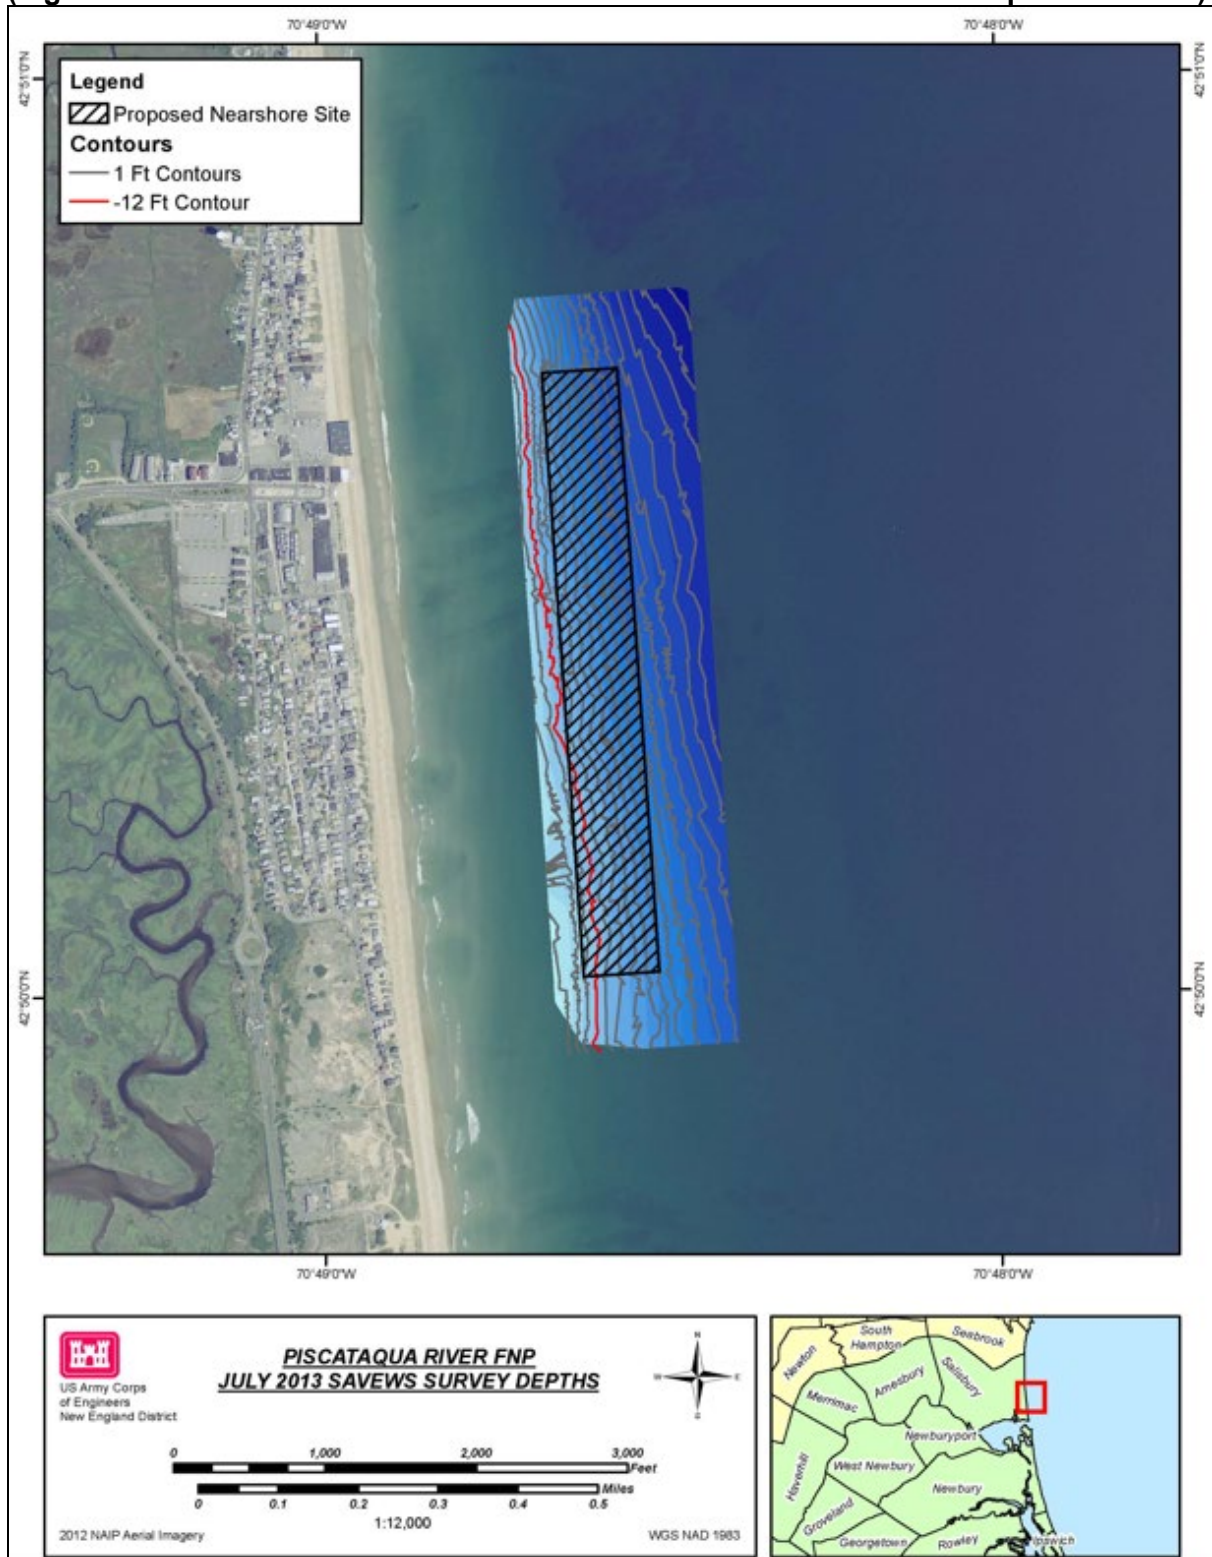 70°49'0"W 70°48'0"W
42°51'0"N 42°51'0"N
Legend
Proposed Nearshore Site
Contours
1 Ft Contours
-12 Ft Contour
42°50'0"N 42°50'0"N
70°49'0"W 70°48'0"W
US Army Corps
of Engineers
New England District
PISCATAQUA RIVER FNP
JULY 2013 SAVEWS SURVEY DEPTHS
N
W E
S
0 1,000 2,000 3,000
Feet
Miles
0 0.1 0.2 0.3 0.4 0.5
1:12,000
2012 NAIP Aerial Imagery
WGS NAD 1983
South
Hampton
Seabrook
Newton
Amesbury
Salisbury
Merrimac
Newburyport
West Newbury
Haverhill
Newbury
Groveland
Georgetown
Rowley
Ipswich